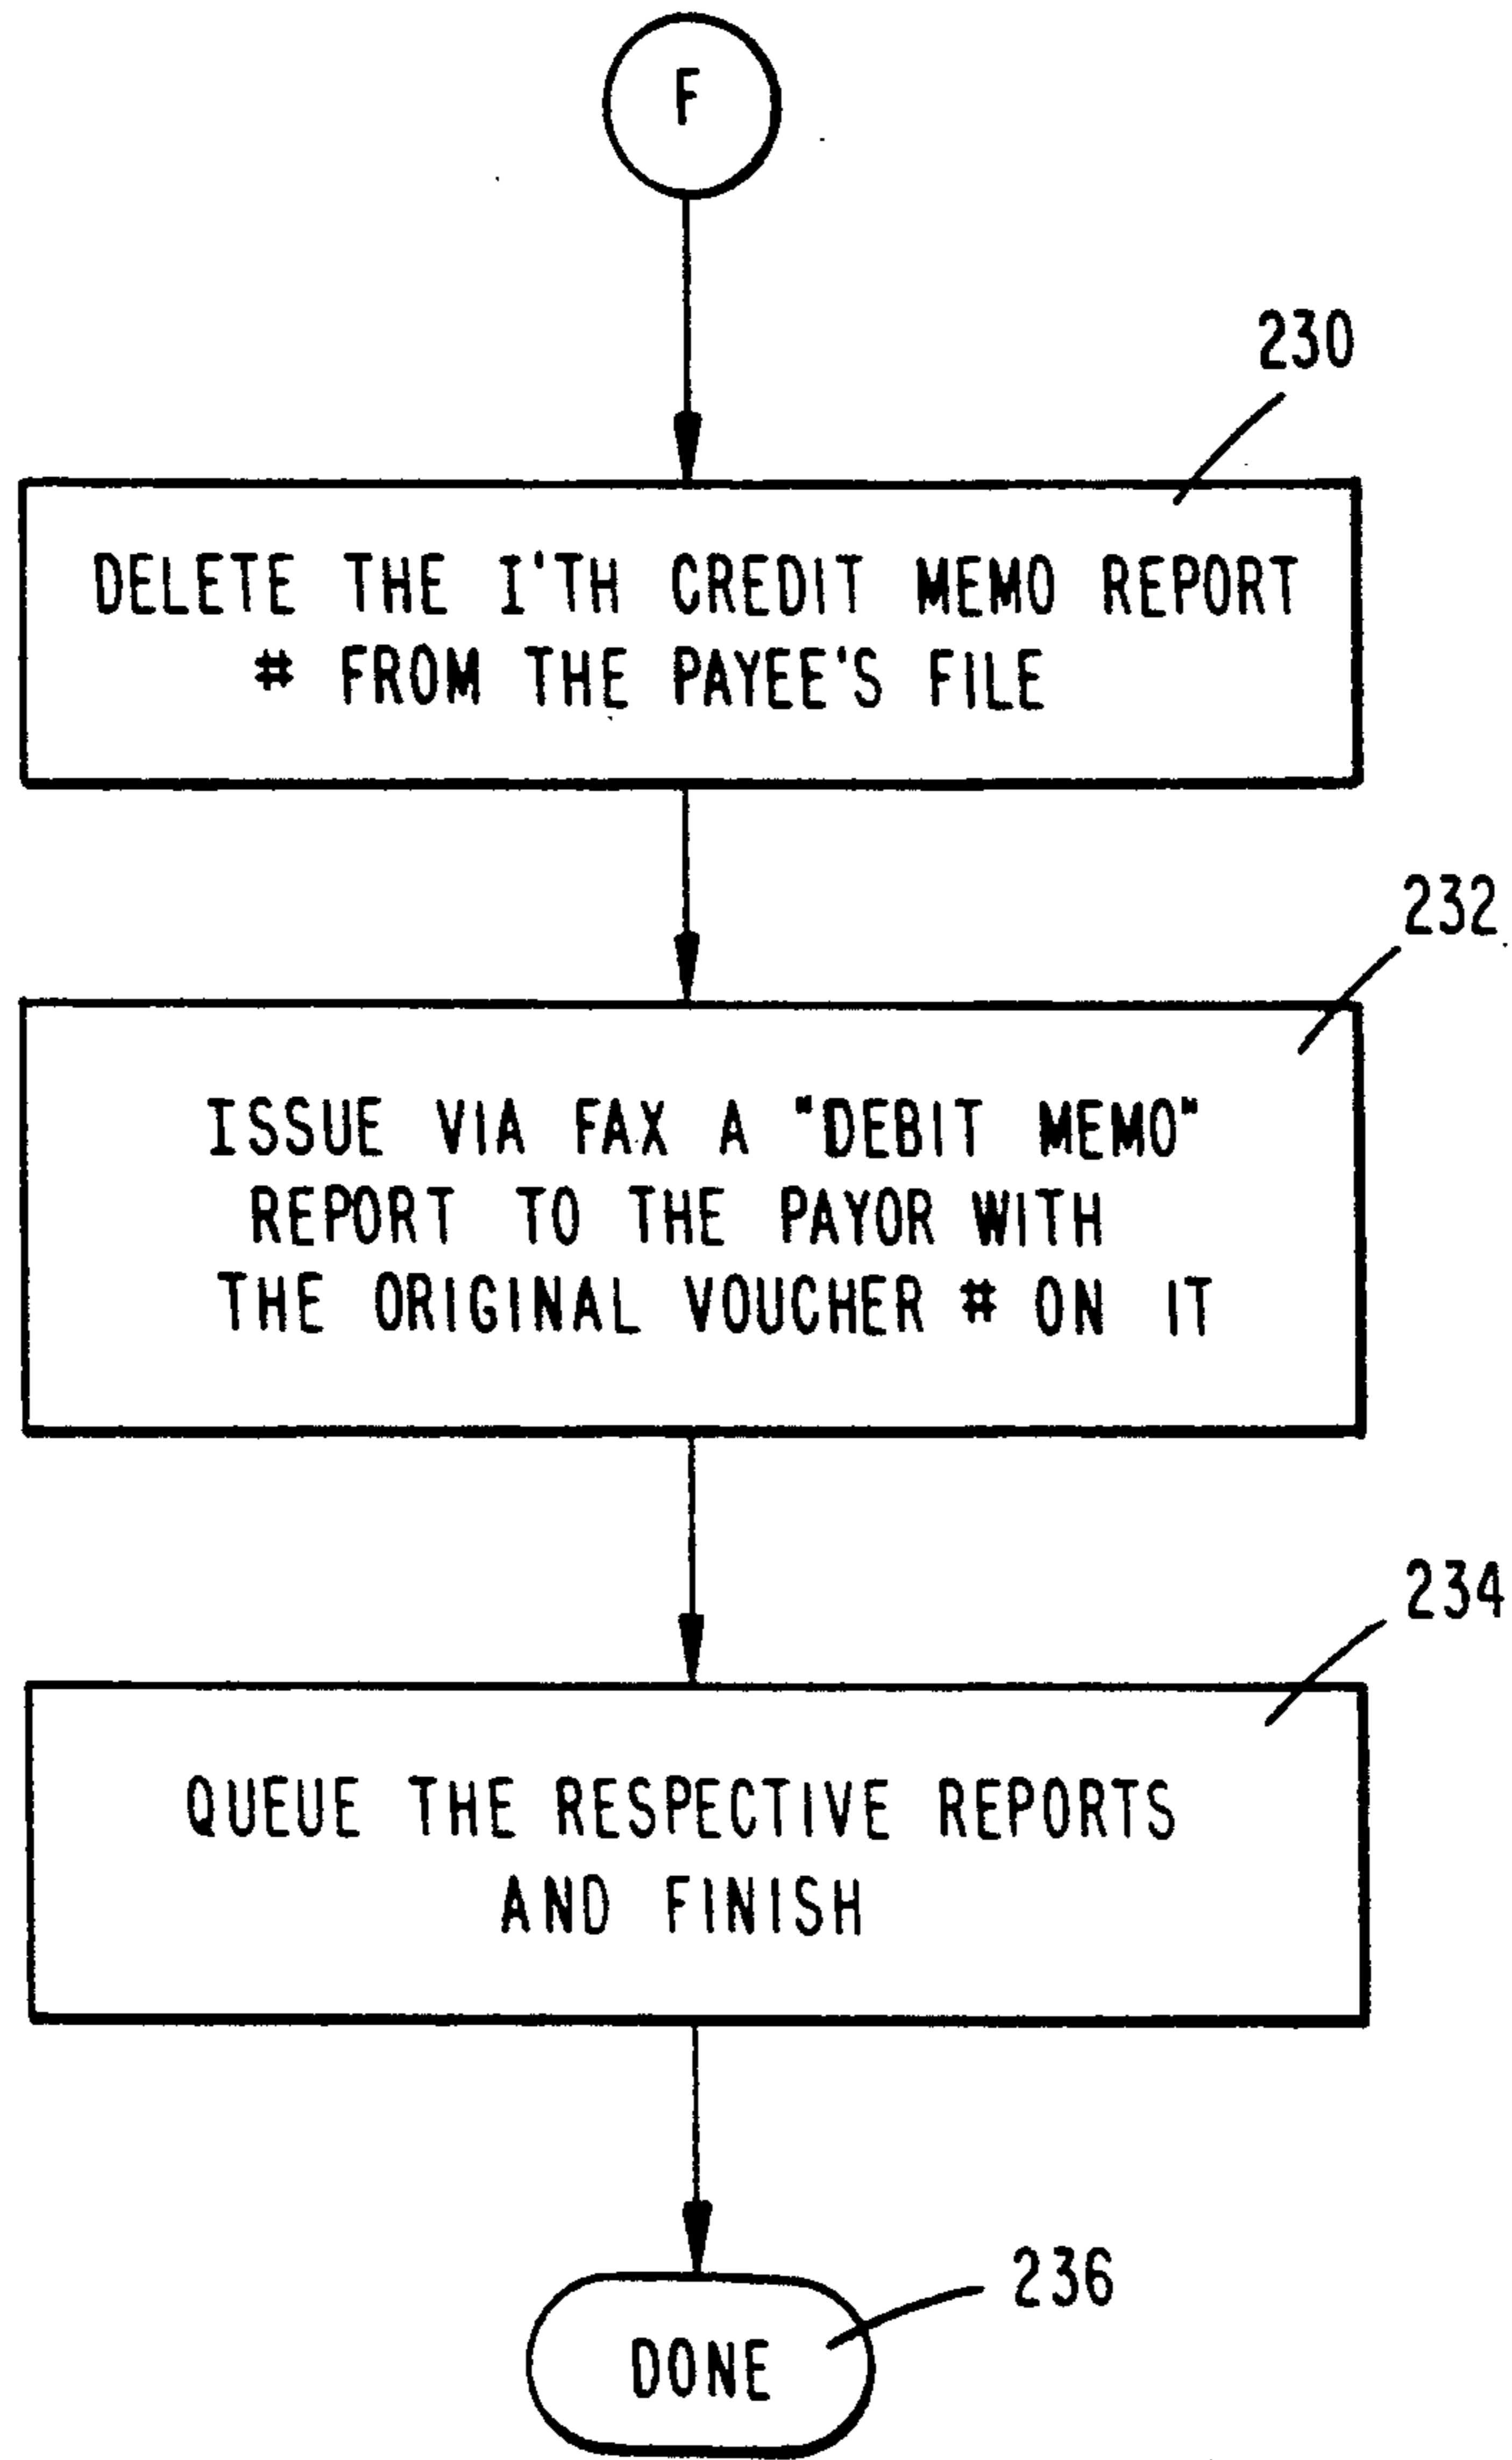 F
230
DELETE THE I'TH CREDIT MEMO REPORT
# FROM THE PAYEE'S FILE
232
ISSUE VIA FAX A "DEBIT MEMO"
REPORT TO THE PAYOR WITH
THE ORIGINAL VOUCHER # ON IT
234
QUEUE THE RESPECTIVE REPORTS
AND FINISH
236
DONE